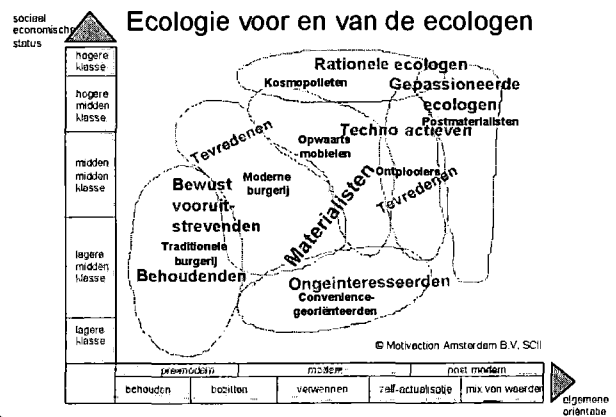 sociaal
economische
status
Ecologie voor en van de ecologen
hogere
klasse
hogere
midden
klasse
midden
midden
klasse
lagere
midden
klasse
lagere
klasse
Rationele ecologen
Kosmopolieten
Gepassioneerde
ecologen
Postmaterialisten
Techno actieven
Opwaarts
mobielen
Tevredenen
Moderne
burgerij
Ontplooiers
Tevredenen
Bewust
vooruit-
strevenden
Traditionele
burgerij
Behoudenden
Materialisten
Ongeinteresseerden
Convenience-
georiënteerden
© Motivaction Amsterdam B.V. SCII
premodern modern post modern
behouden bezitten verwennen zelf-actualisatie mix van waarden
algemene
oriëntatie